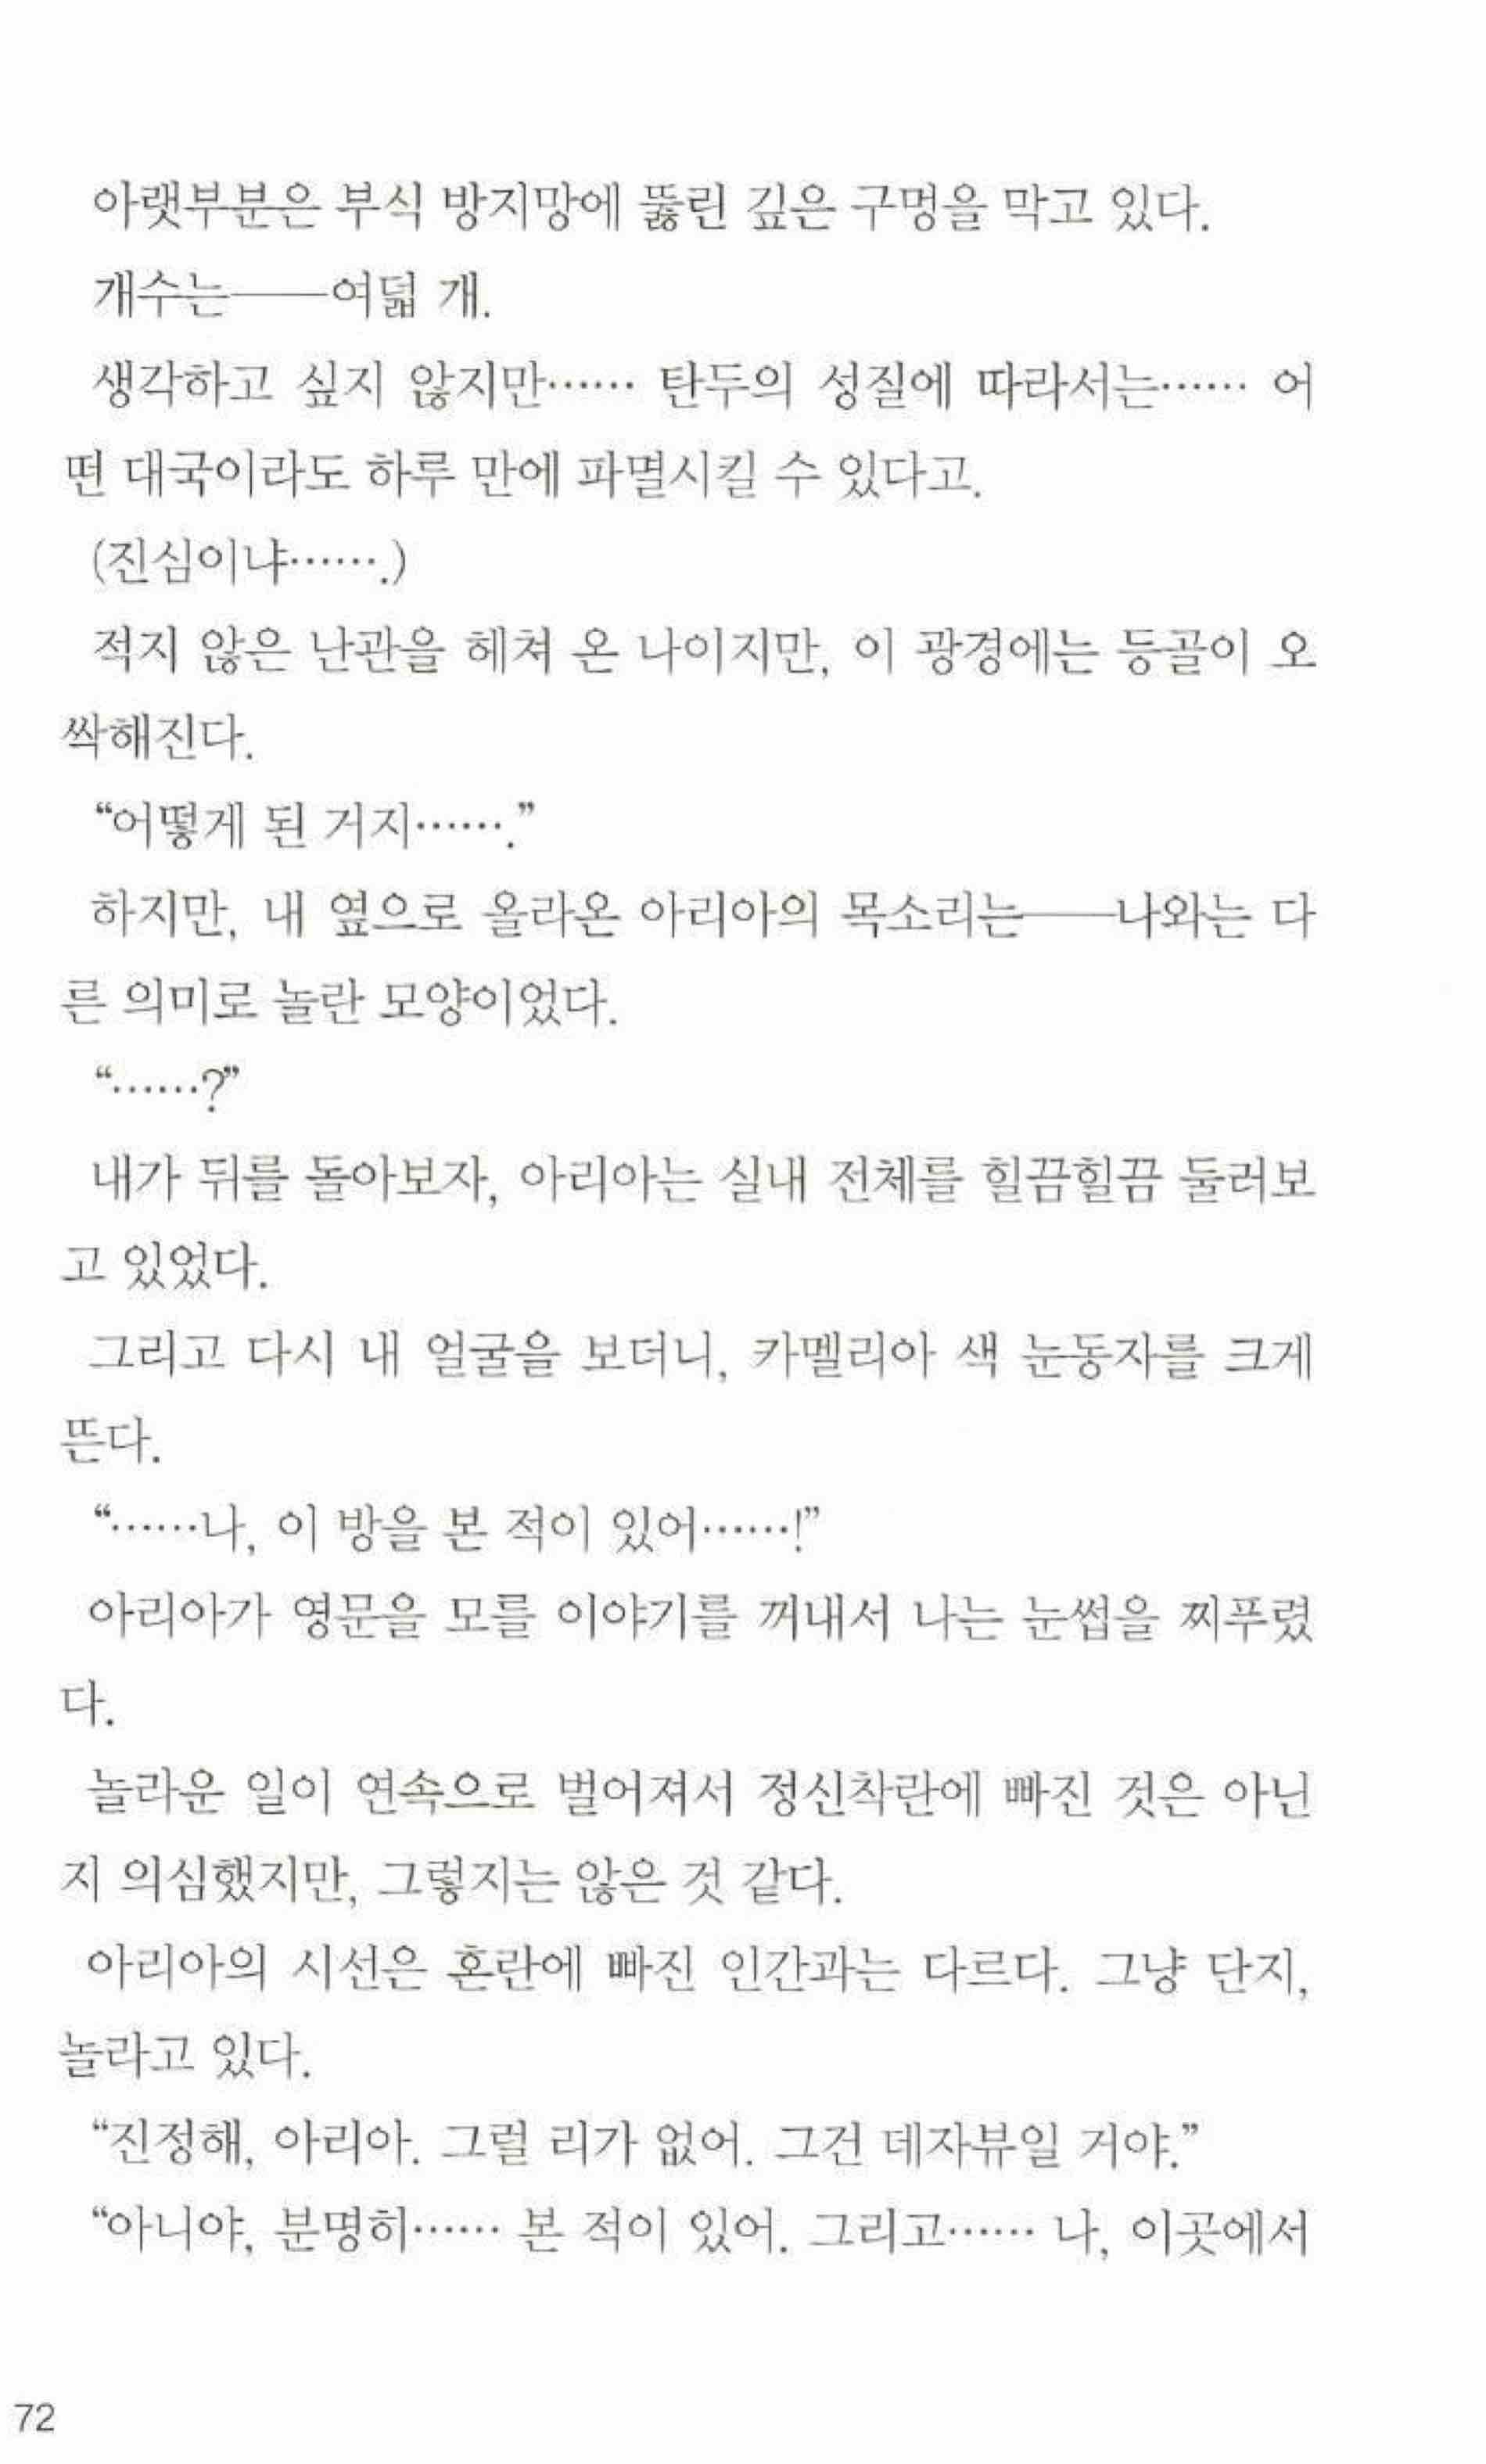 아랫부분은 부식 방지망에 뚫린 깊은 구멍을 막고 있다.
개수는──여덟 개.
생각하고 싶지 않지만…… 탄두의 성질에 따라서는…… 어
떤 대국이라도 하루 만에 파멸시킬 수 있다고.
(진심이냐…….)
적지 않은 난관을 헤쳐 온 나이지만, 이 광경에는 등골이 오
싹해진다.
“어떻게 된 거지…….”
하지만, 내 옆으로 올라온 아리아의 목소리는──나와는 다
른 의미로 놀란 모양이었다.
“……?”
내가 뒤를 돌아보자, 아리아는 실내 전체를 힐끔힐끔 둘러보
고 있었다.
그리고 다시 내 얼굴을 보더니, 카멜리아 색 눈동자를 크게
뜬다.
“……나, 이 방을 본 적이 있어……!”
아리아가 영문을 모를 이야기를 꺼내서 나는 눈썹을 찌푸렸
다.
놀라운 일이 연속으로 벌어져서 정신착란에 빠진 것은 아닌
지 의심했지만, 그렇지는 않은 것 같다.
아리아의 시선은 혼란에 빠진 인간과는 다르다. 그냥 단지,
놀라고 있다.
“진정해, 아리아. 그럴 리가 없어. 그건 데자뷰일 거야.”
“아니야, 분명히…… 본 적이 있어. 그리고…… 나, 이곳에서
72